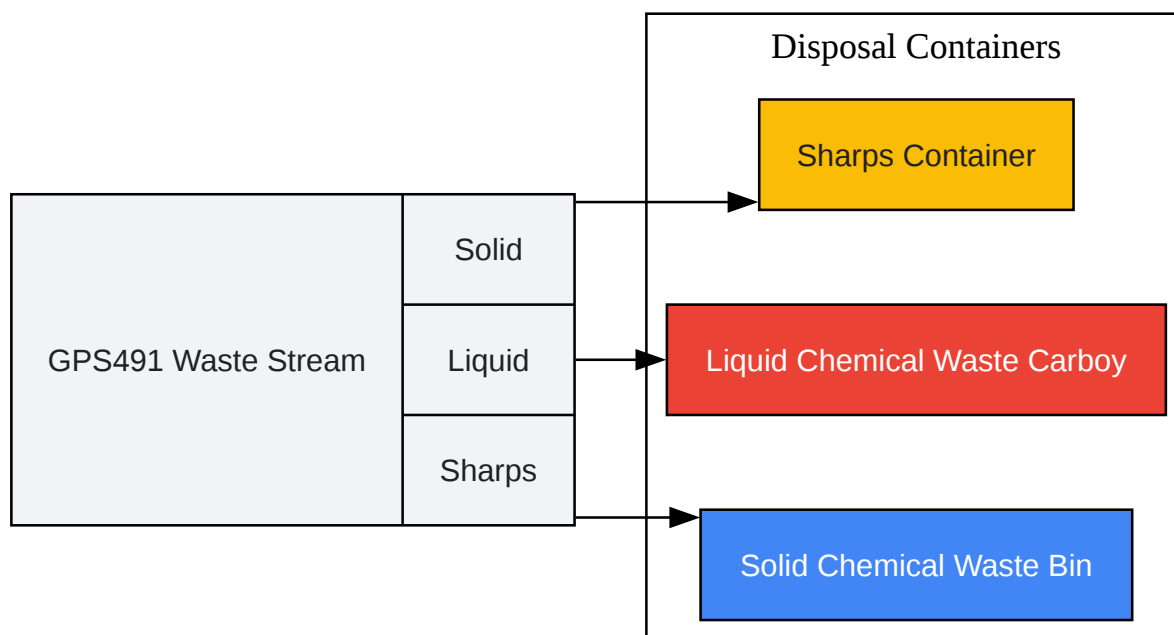 Disposal Containers
Sharps Container
Solid
GPS491 Waste Stream
Liquid
Liquid Chemical Waste Carboy
Sharps
Solid Chemical Waste Bin